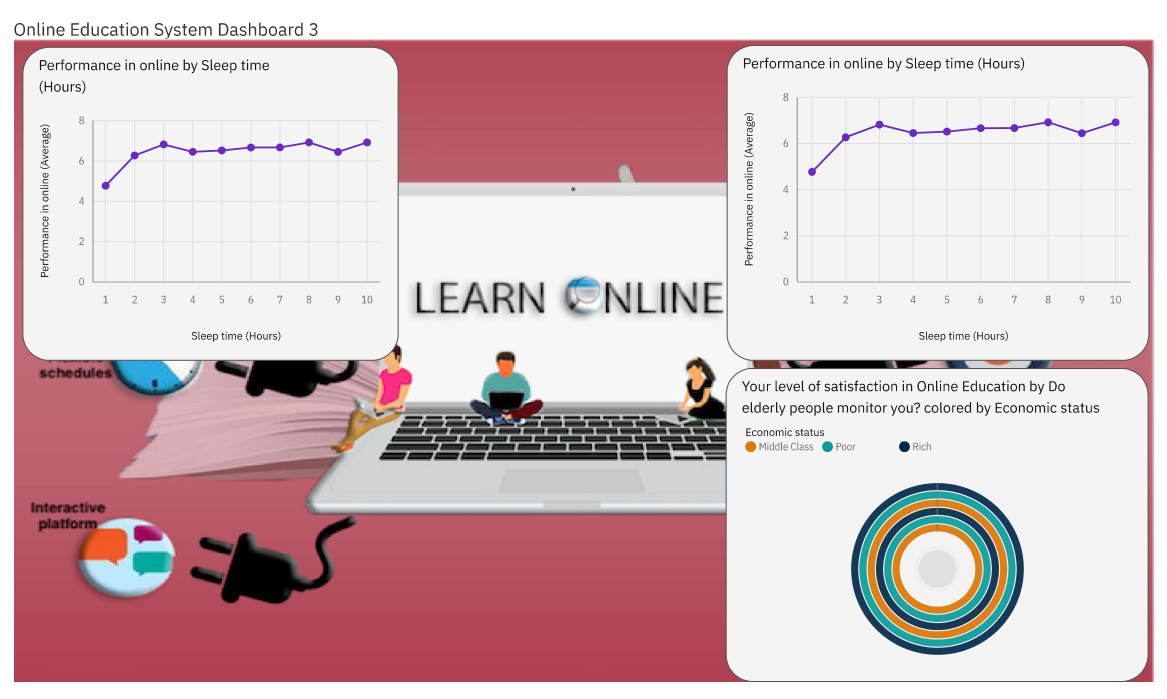 Online Education System Dashboard 3
Performance in online by Sleep time
(Hours)
Performance in online (Average)
8
6
4
2
0
1 2 3 4 5 6 7 8 9 10
Sleep time (Hours)
Performance in online by Sleep time (Hours)
Performance in online (Average)
8
6
4
2
0
1 2 3 4 5 6 7 8 9 10
Sleep time (Hours)
LEARN ONLINE
schedules
Interactive
platform
Your level of satisfaction in Online Education by Do
elderly people monitor you? colored by Economic status
Economic status
Middle Class Poor Rich